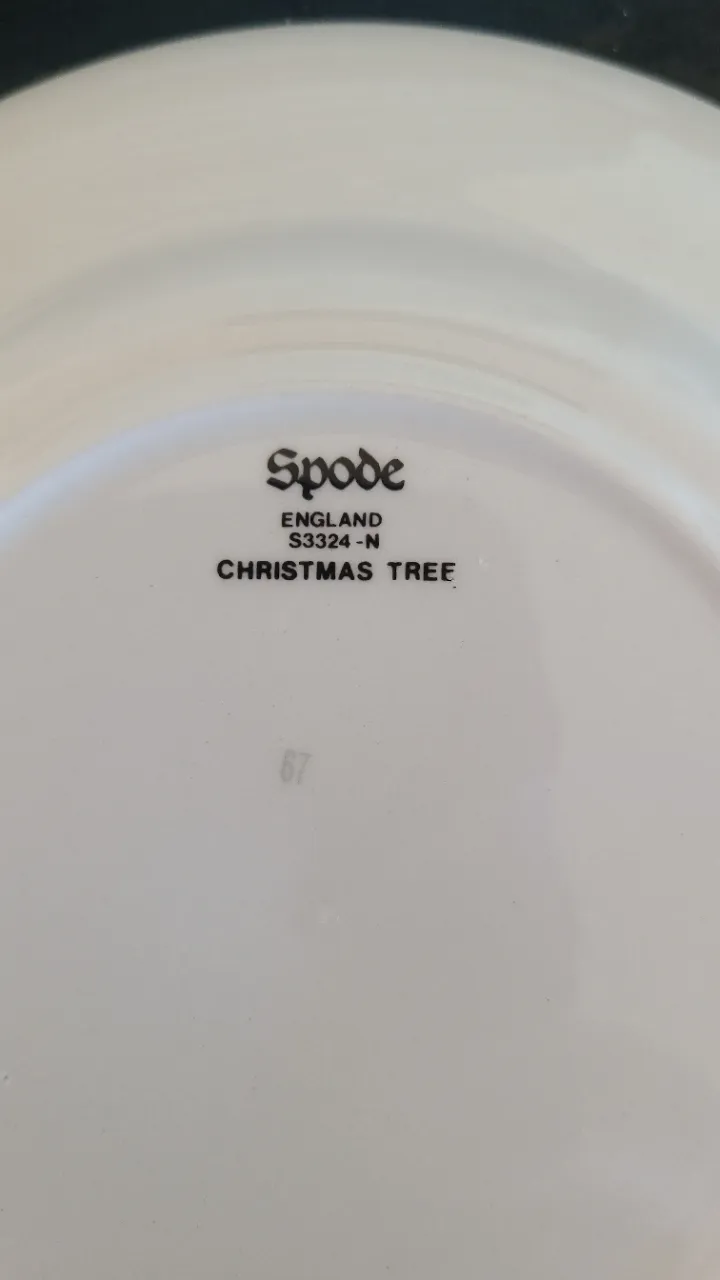 Spode
ENGLAND
S3324-N
CHRISTMAS TREE
67